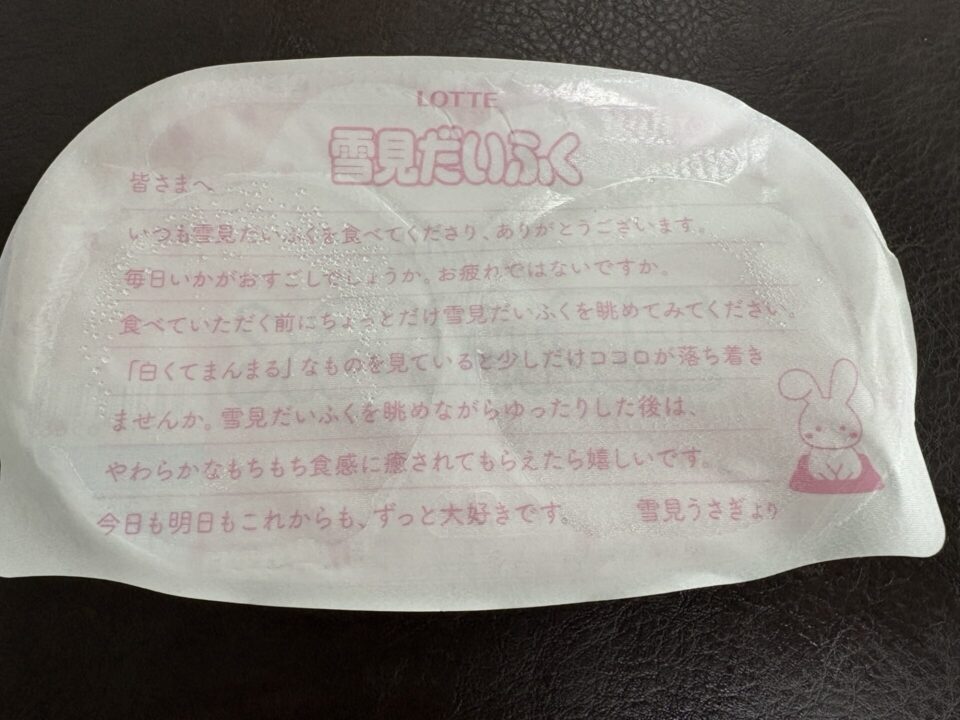 LOTTE
雪見だいふく
皆さまへ
いつも雪見だいふくを食べてくださり、ありがとうございます。
毎日いかがおすごしでしょうか。お疲れではないですか。
食べていただく前にちょっとだけ雪見だいふくを眺めてみてください。
「白くてまんまる」なものを見ていると少しだけココロが落ち着き
ませんか。雪見だいふくを眺めながらゆったりした後は、
やわらかなもちもち食感に癒されてもらえたら嬉しいです。
今日も明日もこれからも、ずっと大好きです。 雪見うさぎより